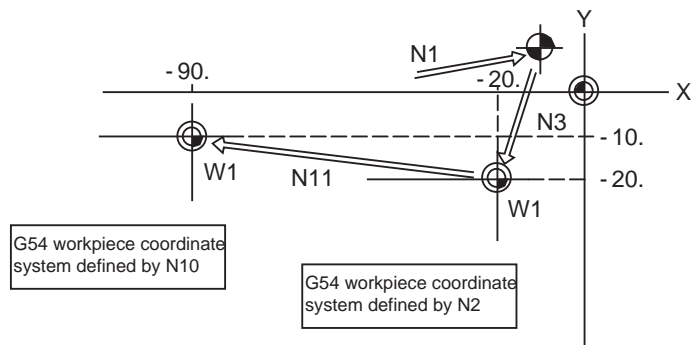 Y
N1
- 90.
- 20.
X
N3
- 10.
W1
N11
- 20.
W1
G54 workpiece coordinate
system defined by N10
G54 workpiece coordinate
system defined by N2